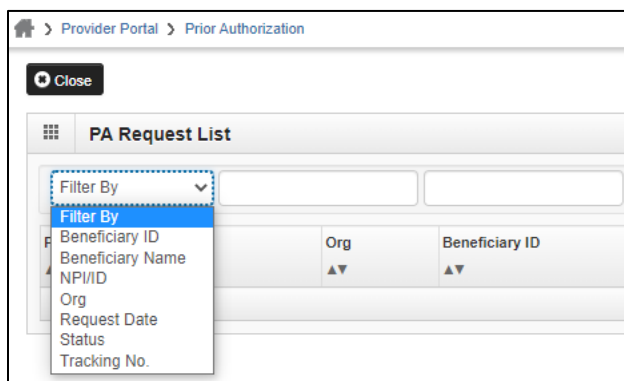 Provider Portal Prior Authorization
Close
PA Request List
Filter By
Filter By
Beneficiary ID
Beneficiary Name
NPI/ID
Org
Request Date
Status
Tracking No.
Org Beneficiary ID